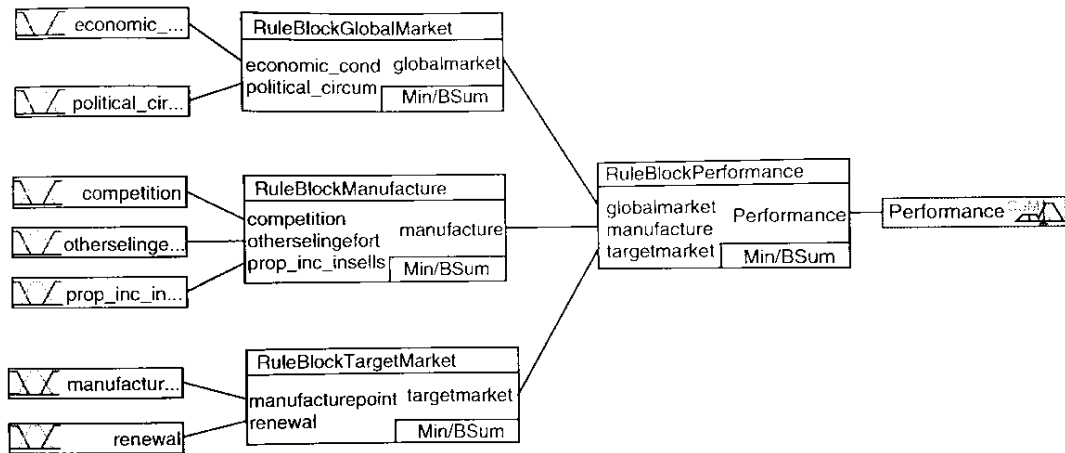 economic_...
political_cir...
RuleBlockGlobalMarket
economic_cond globalmarket
political_circum
Min/BSum
competition
otherselinge...
prop_inc_in...
RuleBlockManufacture
competition
otherselingefort
manufacture
prop_inc_insells
Min/BSum
manufactur...
renewal
RuleBlockTargetMarket
manufacturepoint targetmarket
renewal
Min/BSum
RuleBlockPerformance
globalmarket
manufacture
Performance
targetmarket
Min/BSum
Performance
CoM